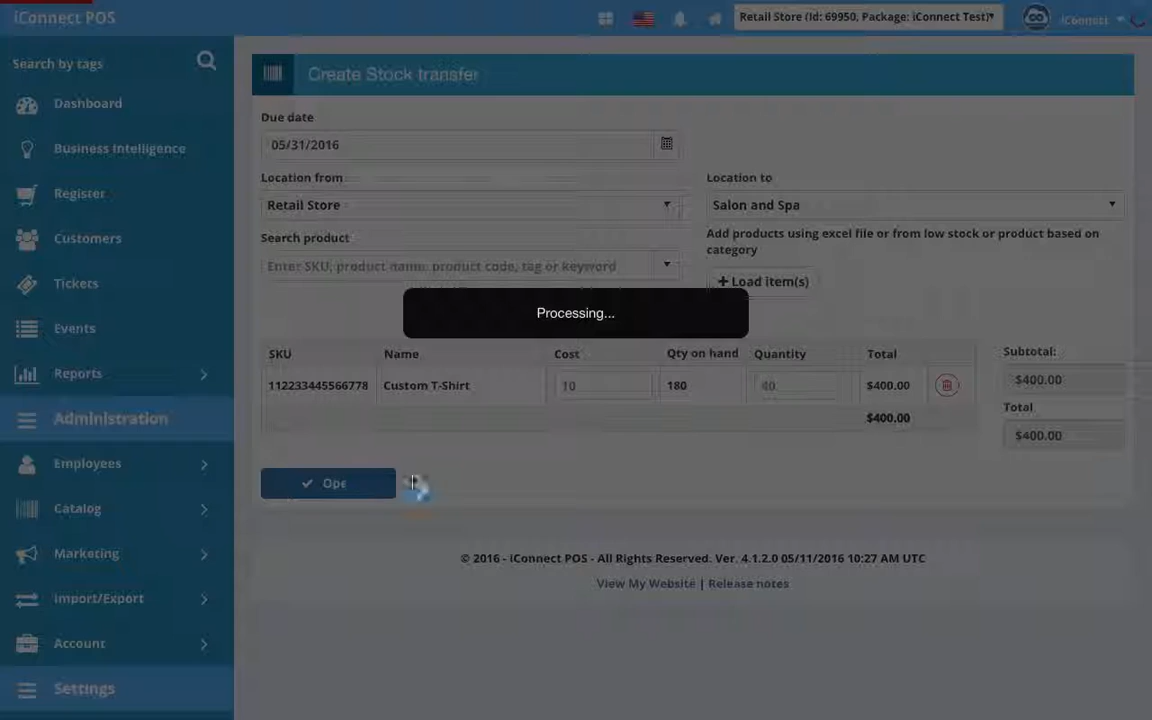 iConnect POS
Retail Store (Id: 69950, Package: iConnect Test)
iConnect
Search by tags
Dashboard
Business Intelligence
Register
Customers
Tickets
Events
Reports
Administration
Employees
Catalog
Marketing
Import/Export
Account
Settings
Create Stock transfer
Due date
05/31/2016
Location from
Location to
Retail Store
Salon and Spa
Search product
Add products using excel file or from low stock or product based on
category
Enter SKU, product name, product code, tag or keyword
Load item(s)
Processing...
SKU Name Cost Qty on hand Quantity Total
112233445566778 Custom T-Shirt 10 180 40 $400.00
$400.00
Subtotal:
$400.00
Total
$400.00
Ope
© 2016 - iConnect POS - All Rights Reserved. Ver. 4.1.2.0 05/11/2016 10:27 AM UTC
View My Website | Release notes